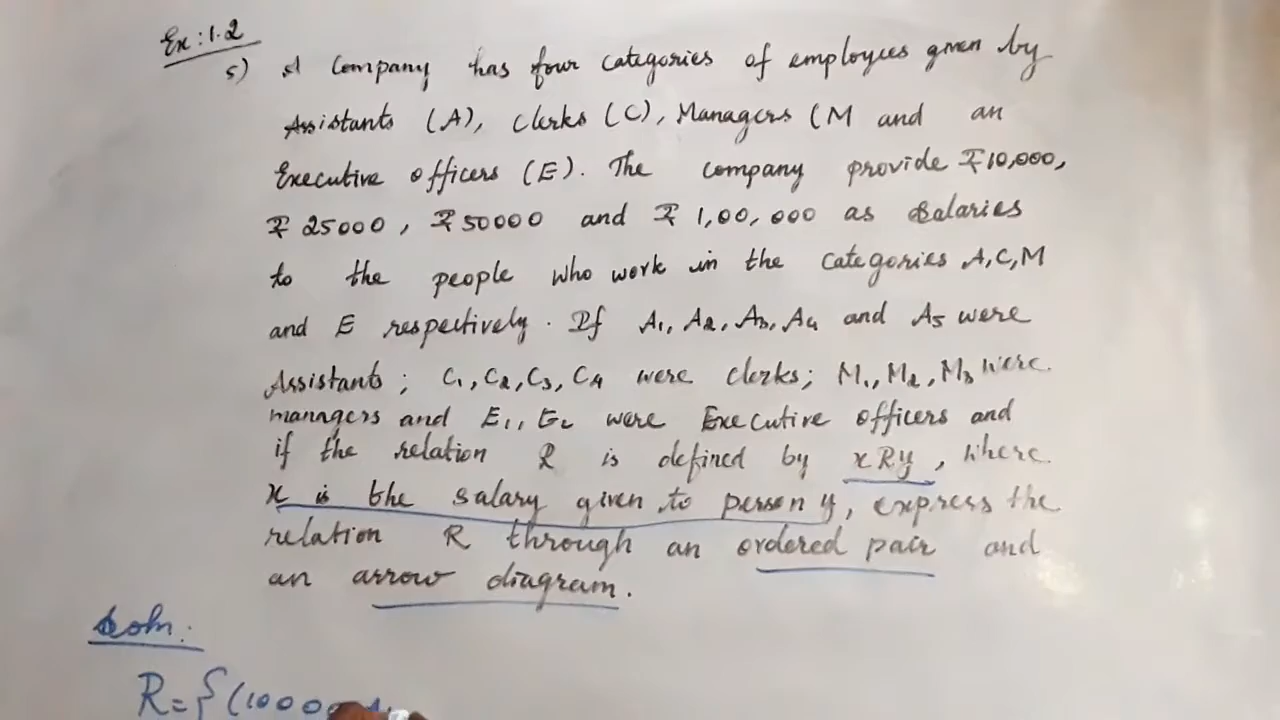 Ex: 1.2
5) A Company has four categories of employees given by
Assistants (A), Clerks (C), Managers (M and an
Executive officers (E). The company provide ₹10,000,
₹ 25000, ₹50000 and ₹ 1,00,000 as Salaries
to the people who work in the categories A,C,M
and E respectively. If A1, A2, A3, A4 and A5 were
Assistants; C1, C2, C3, C4 were clerks; M1, M2, M3 were.
managers and E1, E2 were Executive officers and
if the relation R is defined by xRy, where.
x is the salary given to person y, express the
relation R through an ordered pair and
an arrow diagram.
Soln:
R={(1000